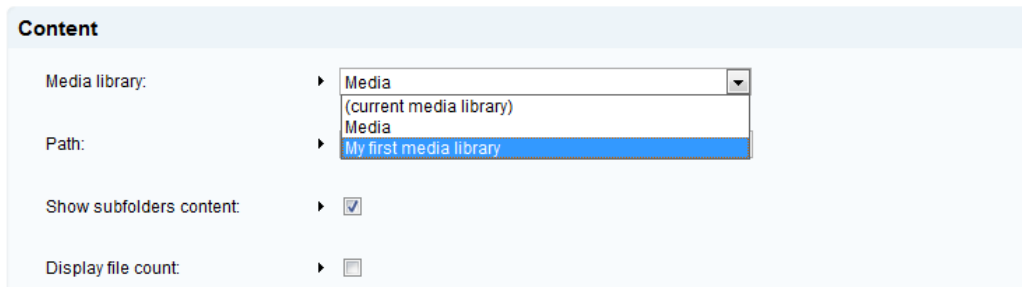 Content
Media library:
Media
(current media library)
Media
My first media library
Path:
Show subfolders content:
Display file count: